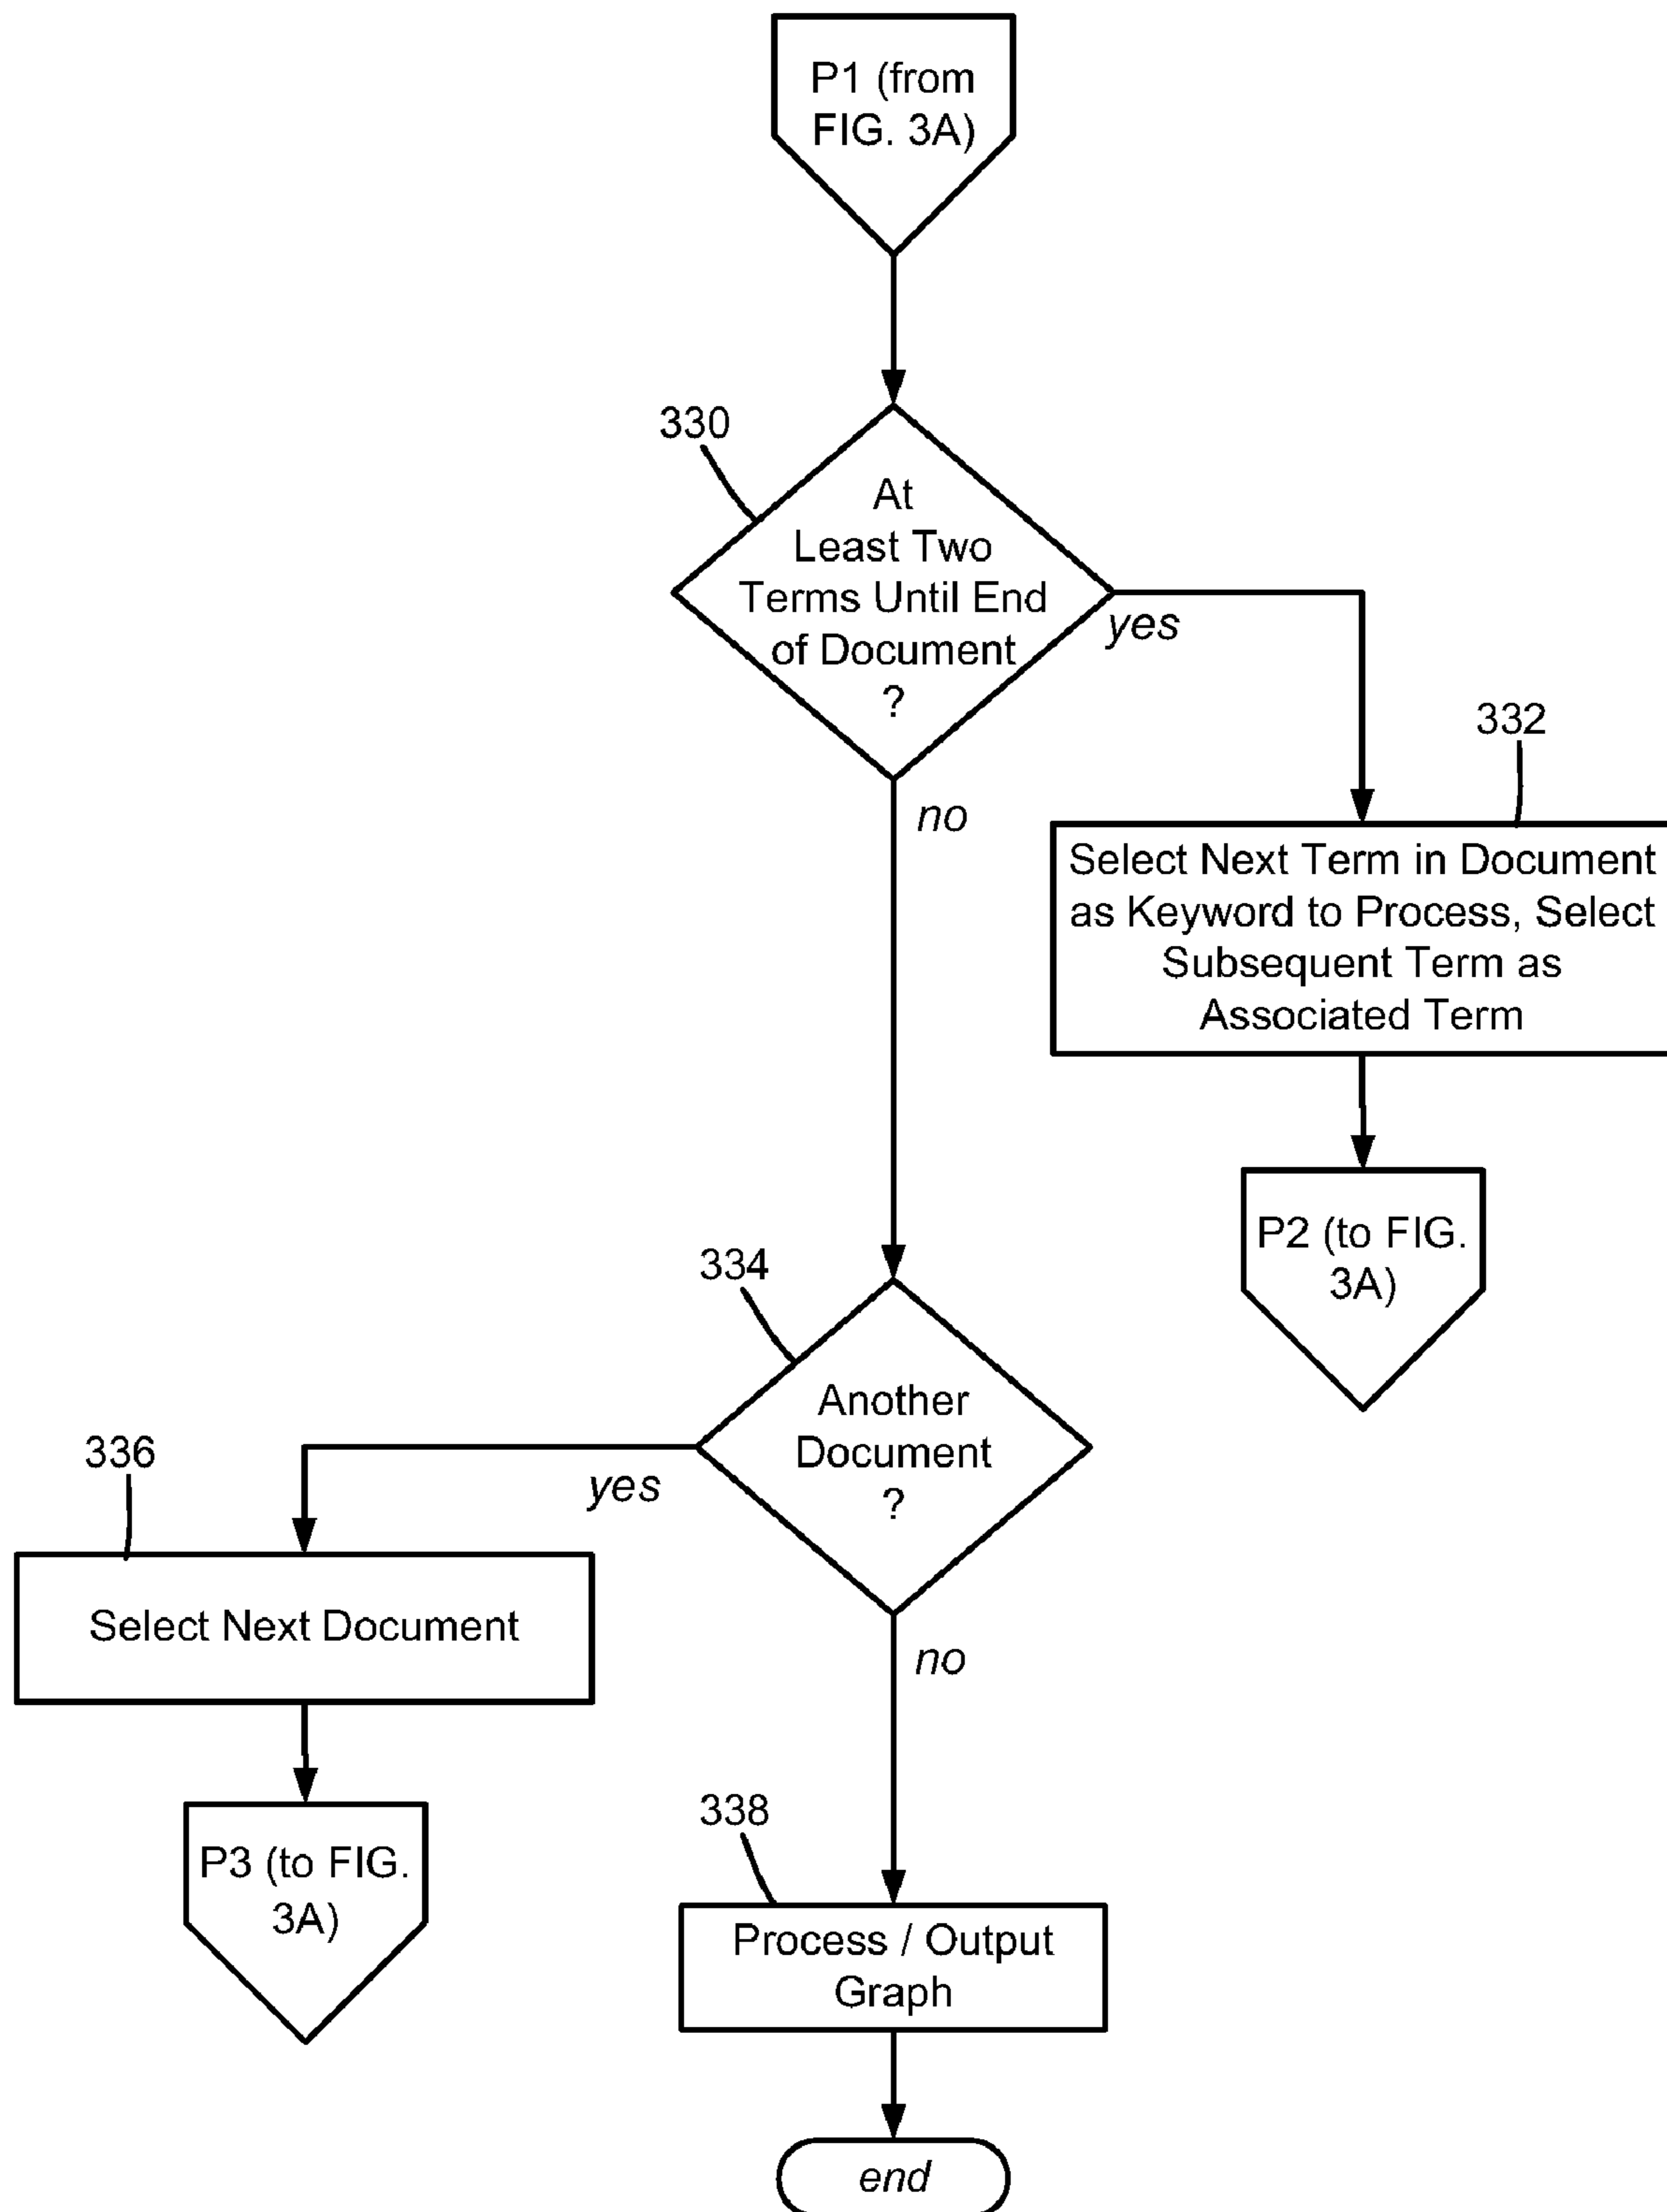 P1 (from
FIG. 3A)
330
At
Least Two
Terms Until End
of Document
?
yes
no
332
Select Next Term in Document
as Keyword to Process, Select
Subsequent Term as
Associated Term
P2 (to FIG.
3A)
334
Another
Document
?
yes
no
336
Select Next Document
P3 (to FIG.
3A)
338
Process / Output
Graph
end